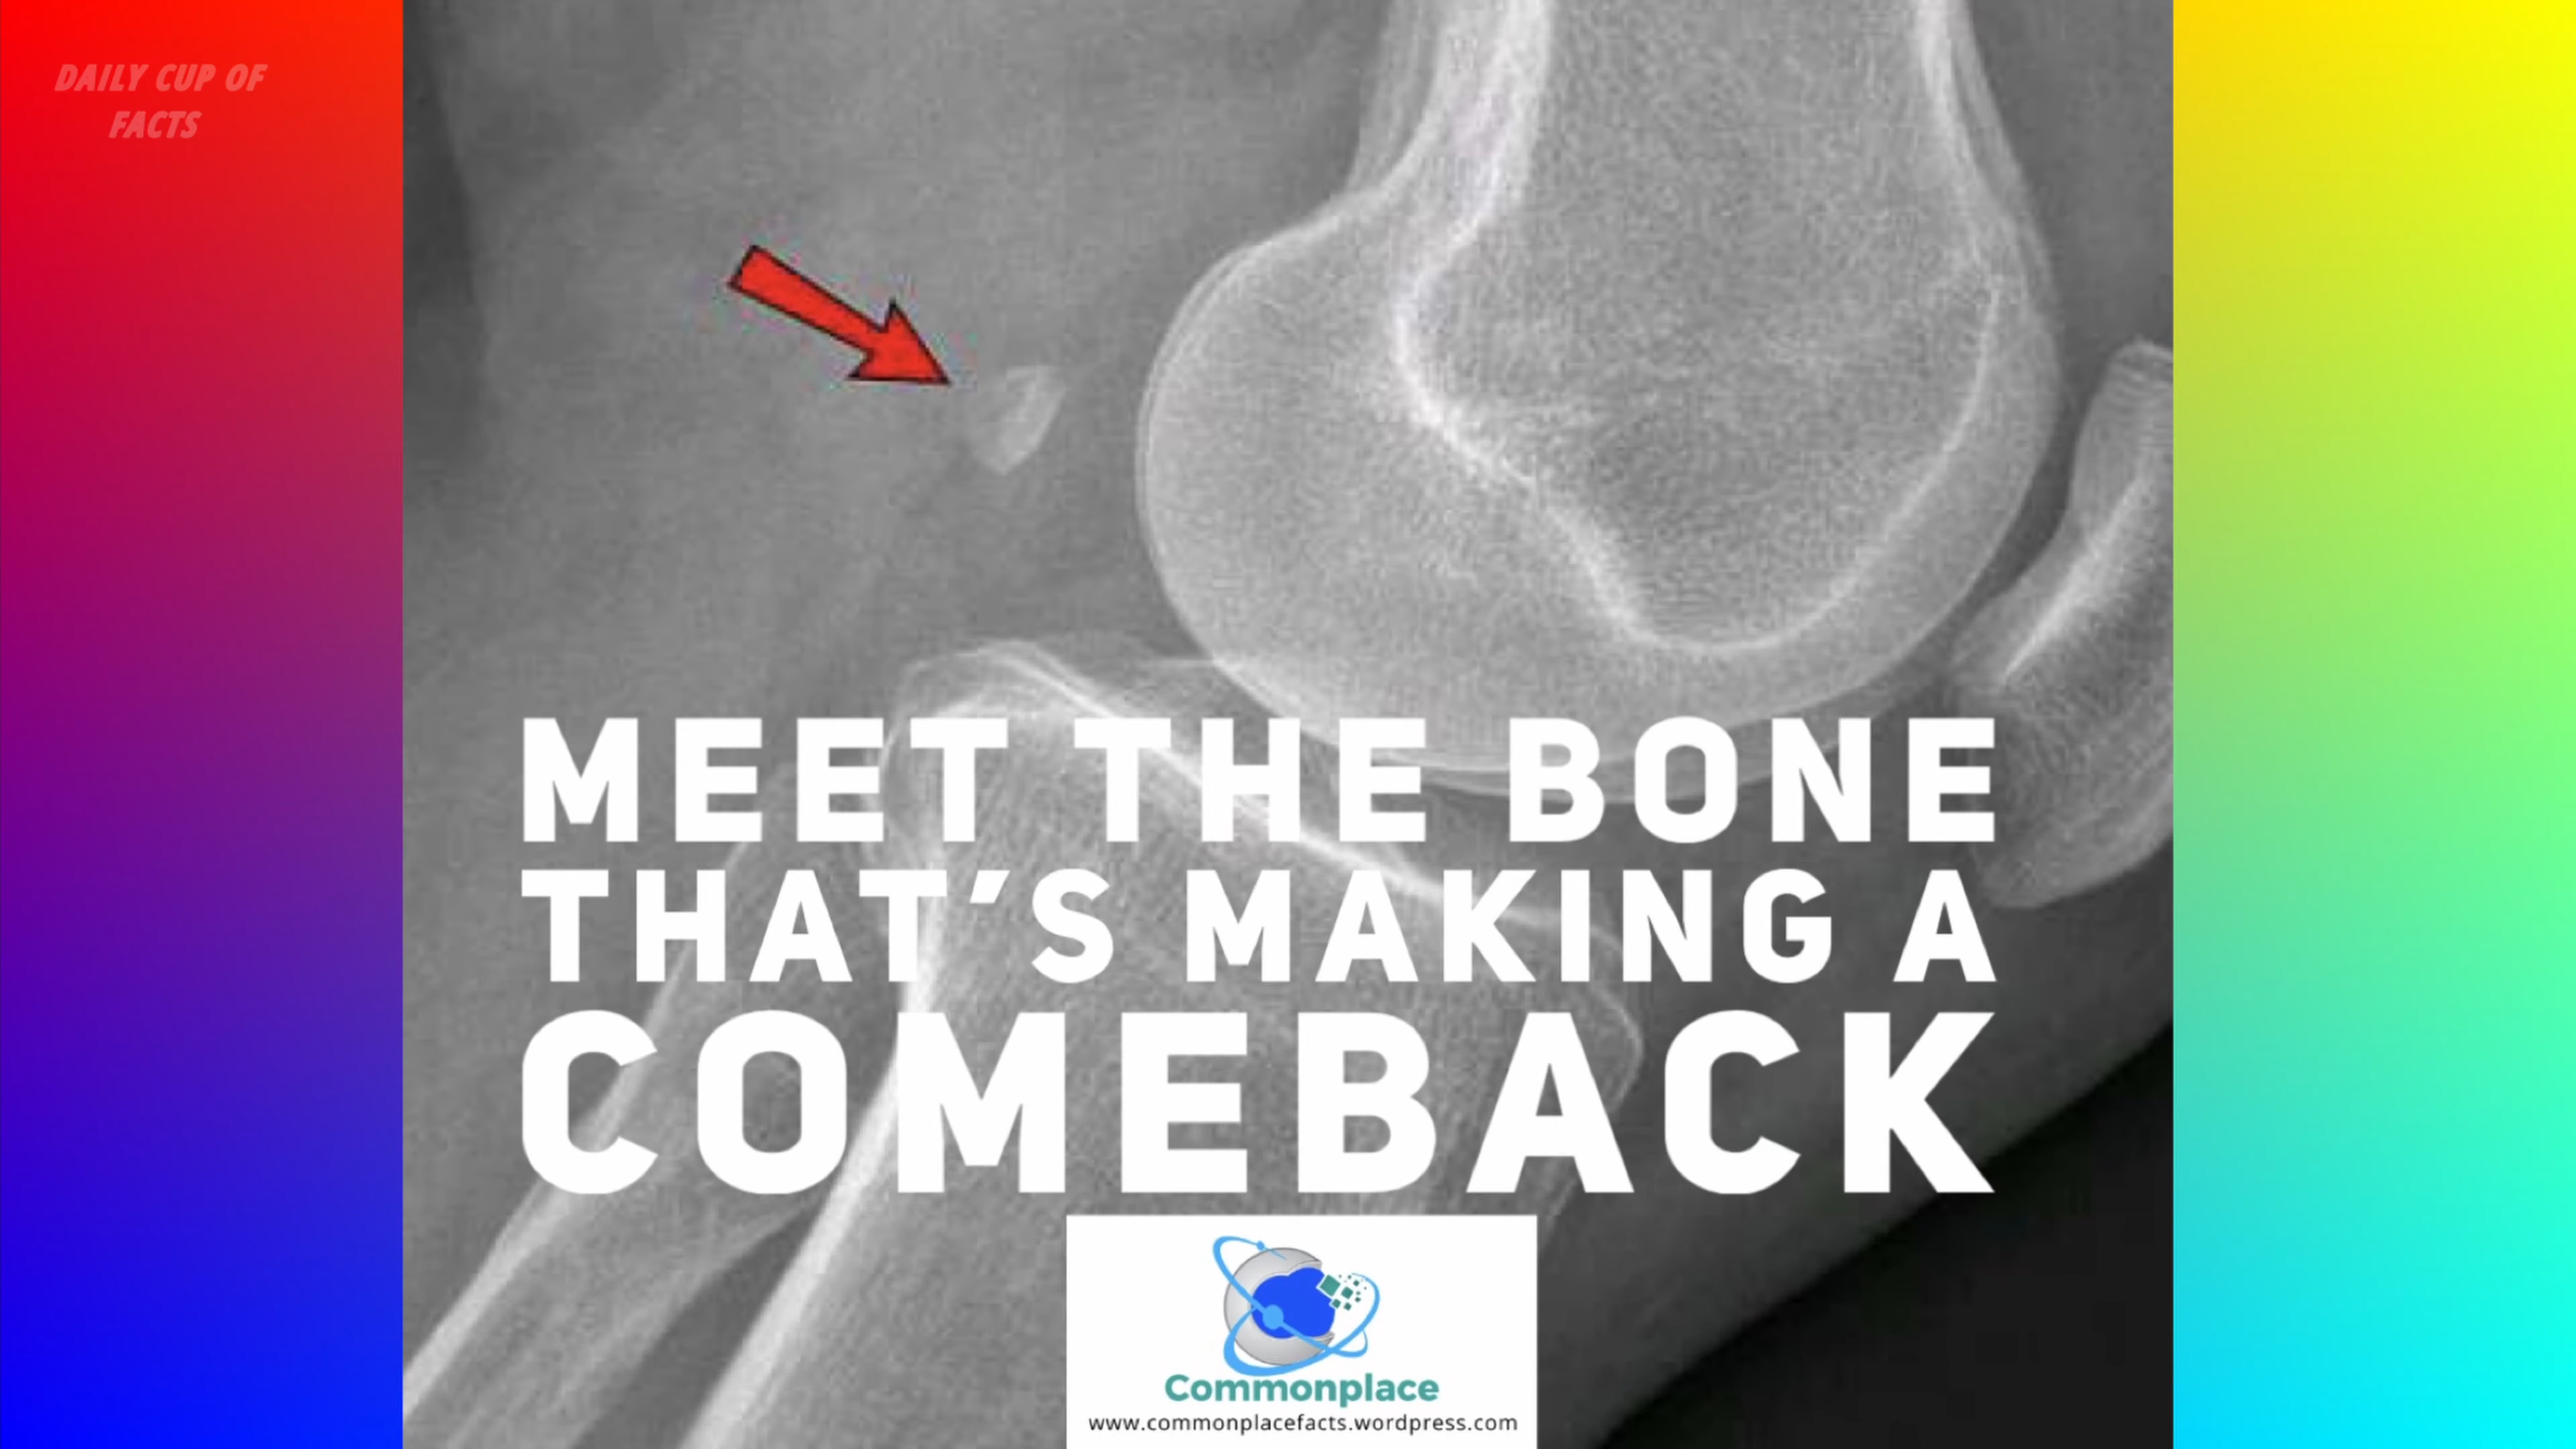 DAILY CUP OF
FACTS
MEET THE BONE
THAT'S MAKING A
COMEBACK
Commonplace
www.commonplacefacts.wordpress.com